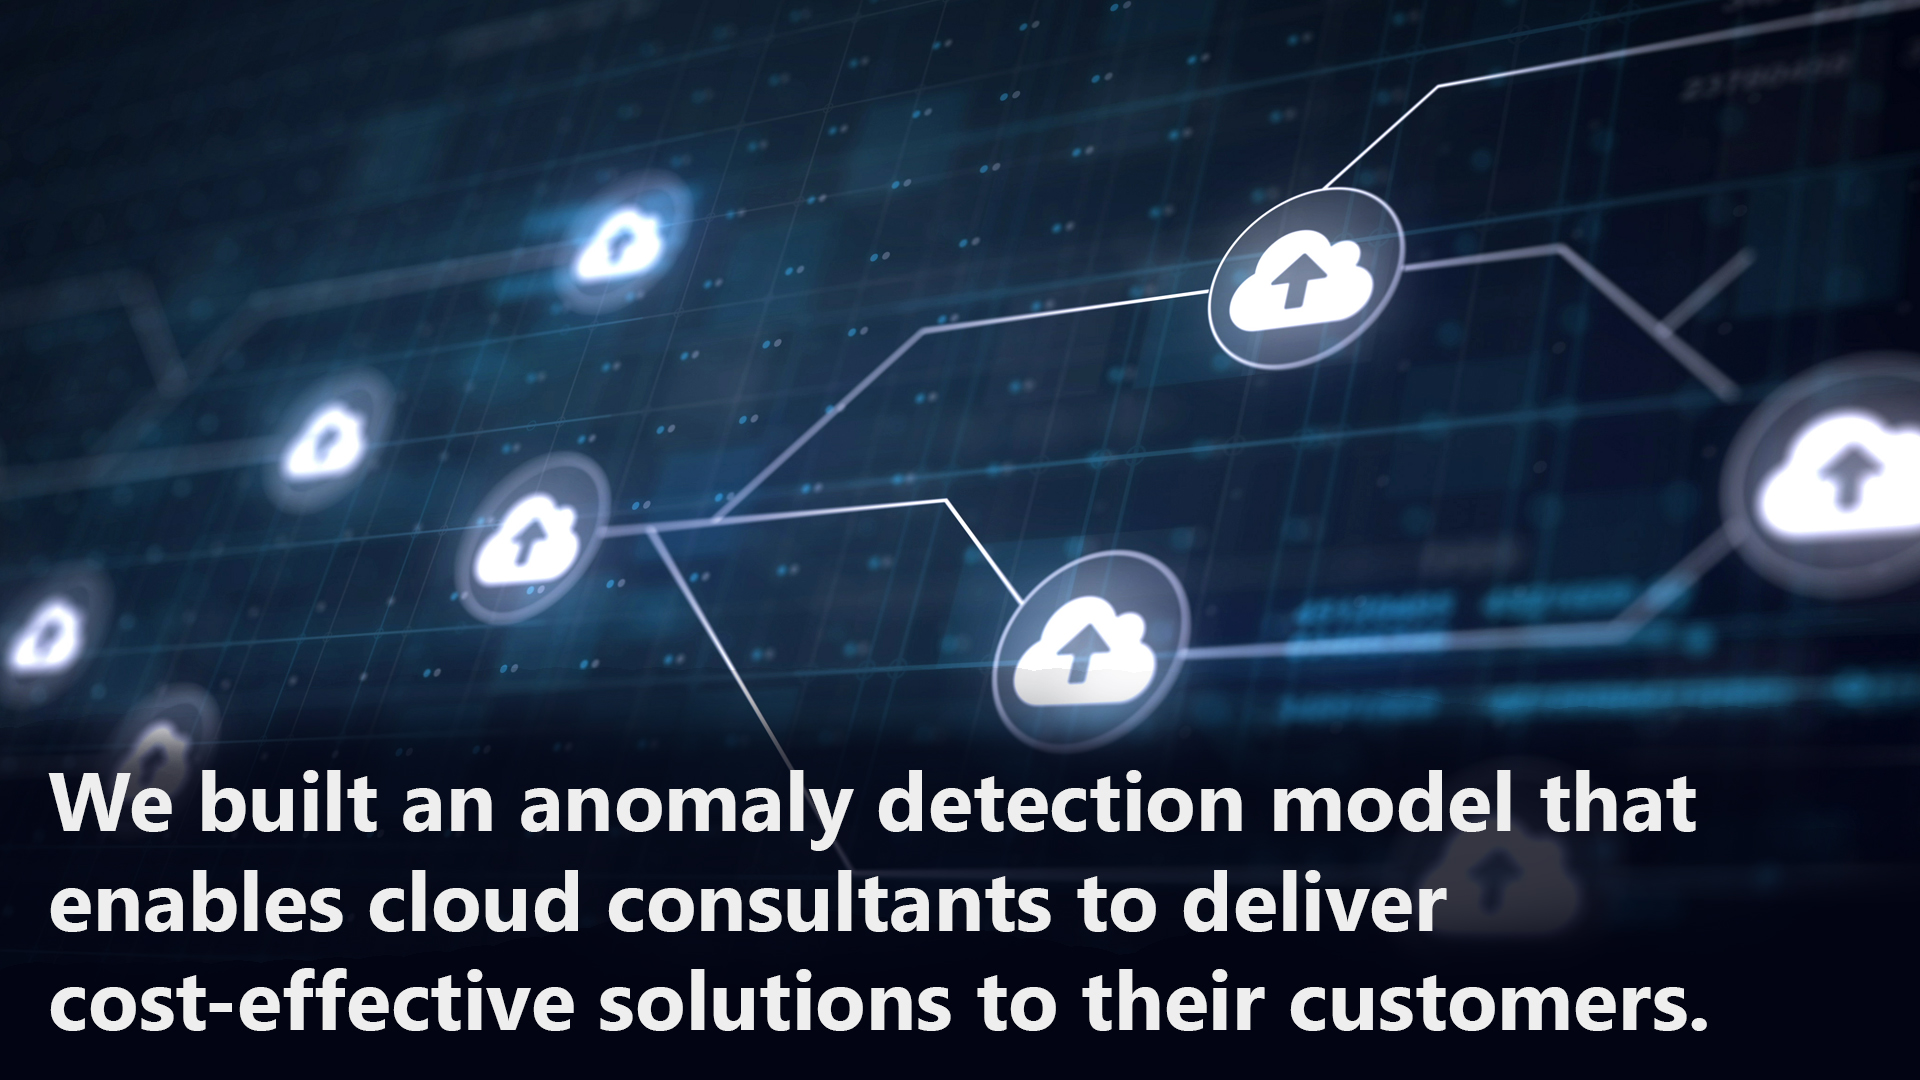 We built an anomaly detection model that
enables cloud consultants to deliver
cost-effective solutions to their customers.